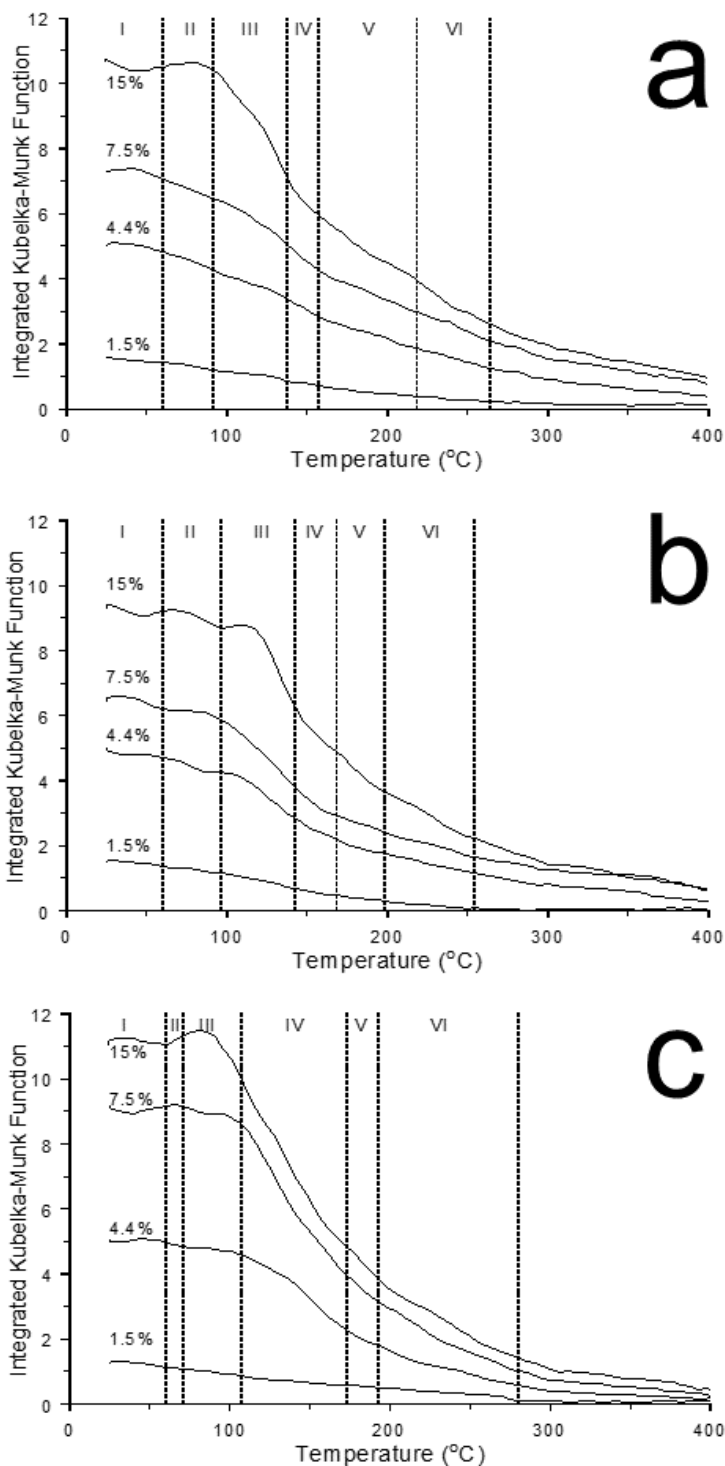 12
I II III IV V VI
a
10
15%
8
7.5%
6
4.4%
4
2
1.5%
0
0 100 200 300 400
Integrated Kubelka-Munk Function
Temperature (°C)
12
I II III IV V VI
b
10
15%
8
7.5%
6
4.4%
4
2
1.5%
0
0 100 200 300 400
Integrated Kubelka-Munk Function
Temperature (°C)
12
I II III IV V VI
c
15%
10
7.5%
8
6
4.4%
4
2
1.5%
0
0 100 200 300 400
Integrated Kubelka-Munk Function
Temperature (°C)